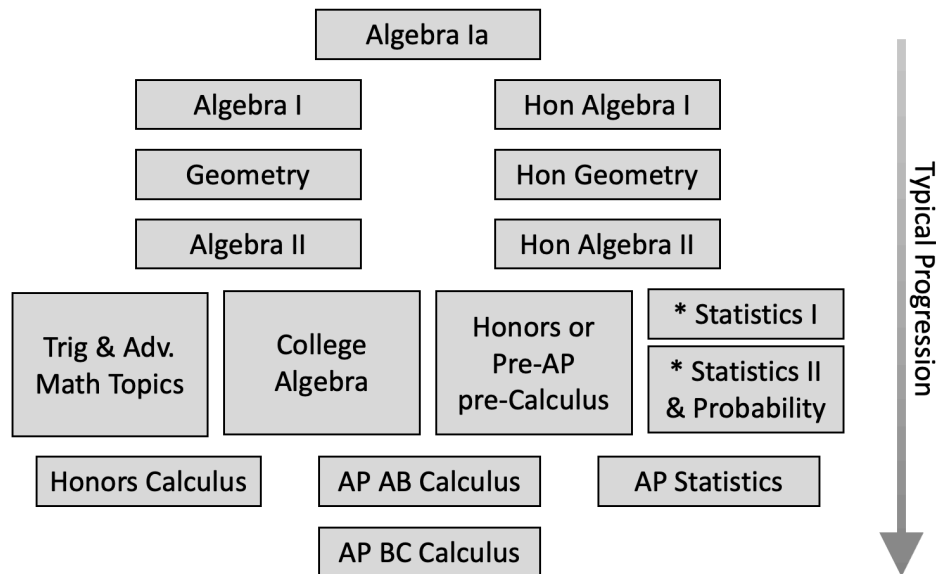 Algebra Ia
Algebra I
Hon Algebra I
Geometry
Hon Geometry
Algebra II
Hon Algebra II
Trig & Adv.
Math Topics
College
Algebra
Honors or
Pre-AP
pre-Calculus
* Statistics I
* Statistics II
& Probability
Honors Calculus
AP AB Calculus
AP Statistics
AP BC Calculus
Typical Progression